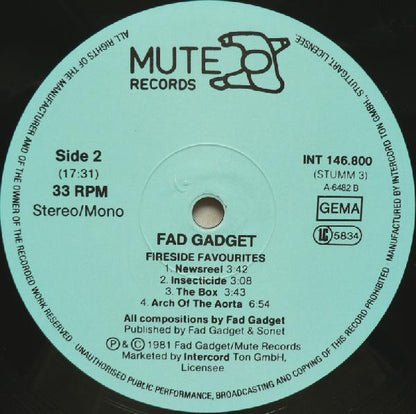 MUTE
RECORDS
Side 2
(17:31)
33 RPM
Stereo/Mono
INT 146.800
(STUMM 3)
A-6482 B
GEMA
LC 5834
FAD GADGET
FIRESIDE FAVOURITES
1. Newsreel 3:42
2. Insecticide 3:08
3. The Box 3:43
4. Arch Of The Aorta 6:54
All compositions by Fad Gadget
Published by Fad Gadget & Sonet
Ⓟ & © 1981 Fad Gadget/Mute Records
Marketed by Intercord Ton GmbH,
Licensee
ALL RIGHTS OF THE MANUFACTURER AND OF THE OWNER OF THE RECORDED WORK RESERVED
UNAUTHORISED PUBLIC PERFORMANCE, BROADCASTING AND COPYING OF THIS RECORD PROHIBITED
MANUFACTURED BY INTERCORD TON GMBH., STUTTGART, LICENSEE.